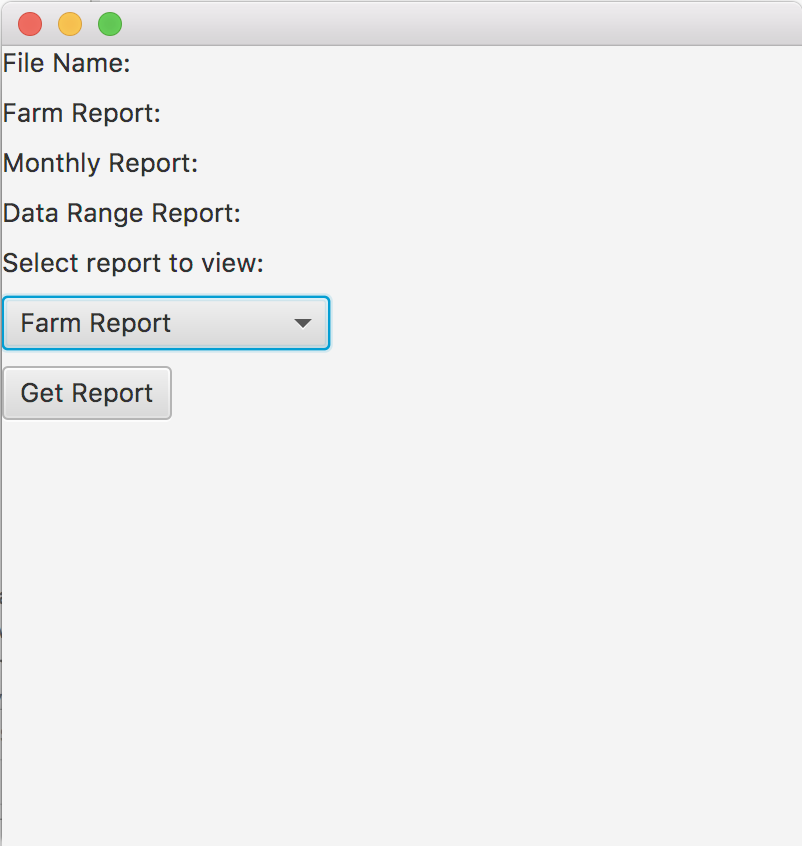 File Name:
Farm Report:
Monthly Report:
Data Range Report:
Select report to view:
Farm Report
Get Report